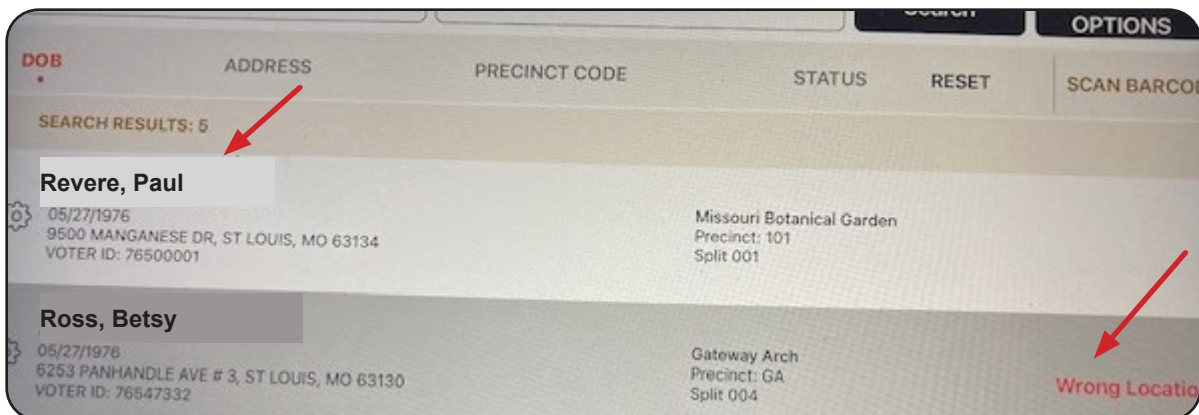 OPTIONS
DOB ADDRESS PRECINCT CODE STATUS RESET SCAN
SEARCH RESULTS: 5
Revere, Paul
05/27/1976 Missouri Botanical Garden
9500 MANGANESE DR, ST LOUIS, MO 63134 Precinct: 101
VOTER ID: 76500001 Split 001
Ross, Betsy
05/27/1976 Gateway Arch
6253 PANHANDLE AVE # 3, ST LOUIS, MO 63130 Precinct: GA
VOTER ID: 76547332 Split 004
Wrong